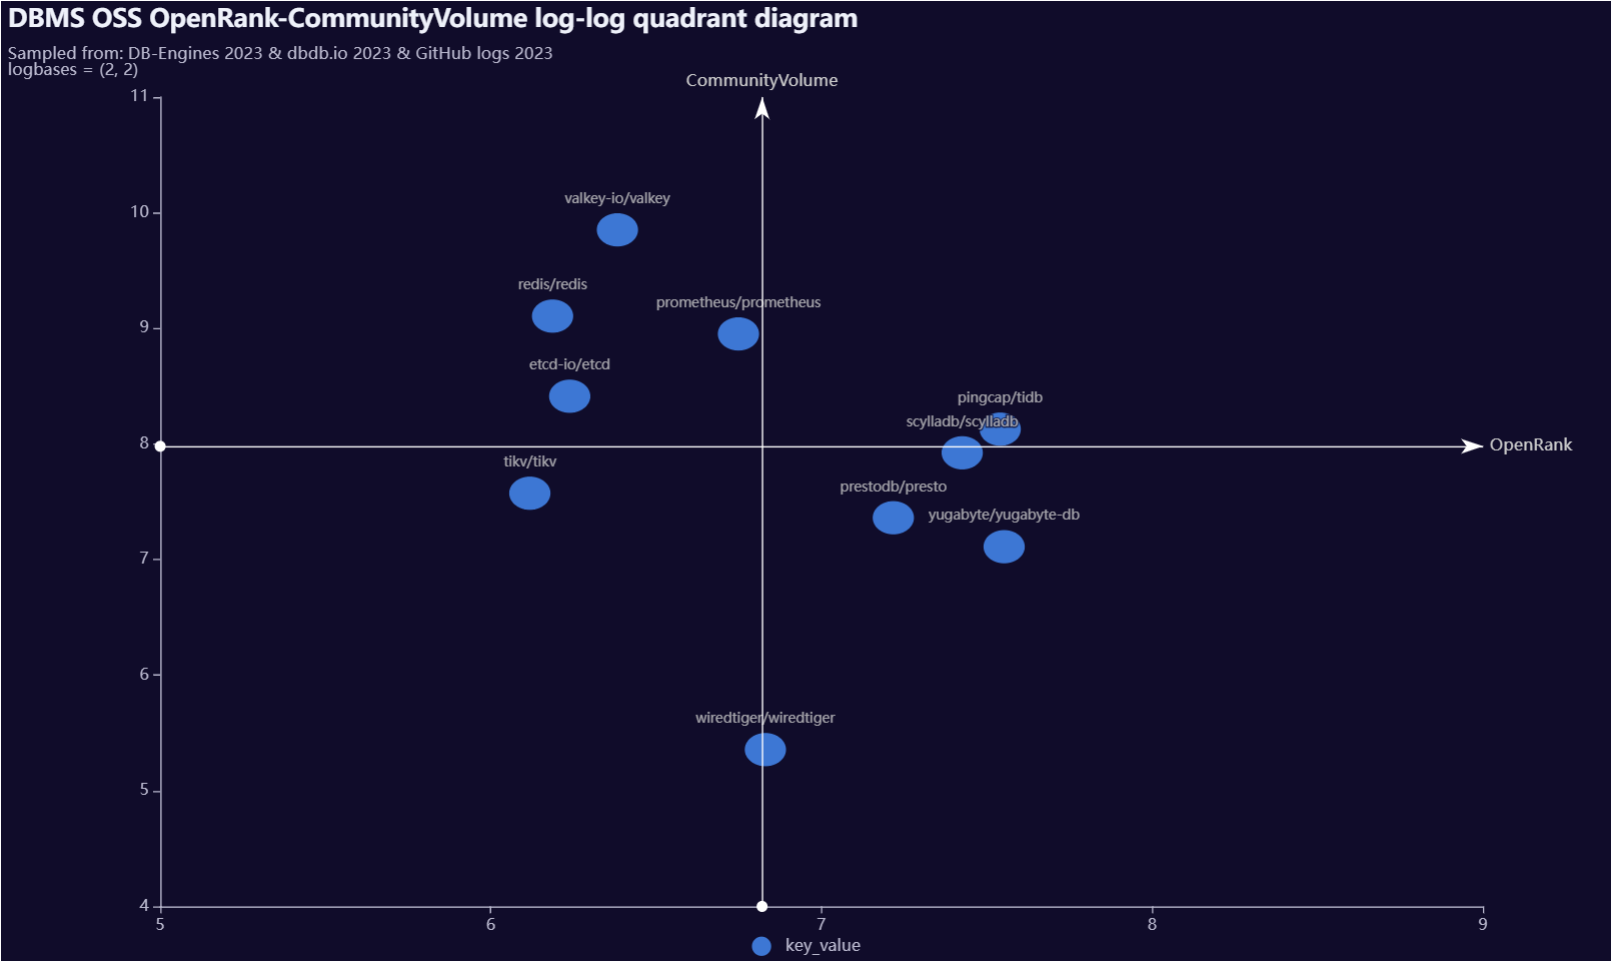 DBMS OSS OpenRank-CommunityVolume log-log quadrant diagram
Sampled from: DB-Engines 2023 & dbdb.io 2023 & GitHub logs 2023
logbases = (2, 2)
CommunityVolume
11
10
valkey-io/valkey
redis/redis
prometheus/prometheus
9
etcd-io/etcd
pingcap/tidb
scylladb/scylladb
8
OpenRank
tikv/tikv
prestodb/presto
yugabyte/yugabyte-db
7
6
wiredtiger/wiredtiger
5
4
5 6 7 8 9
key_value